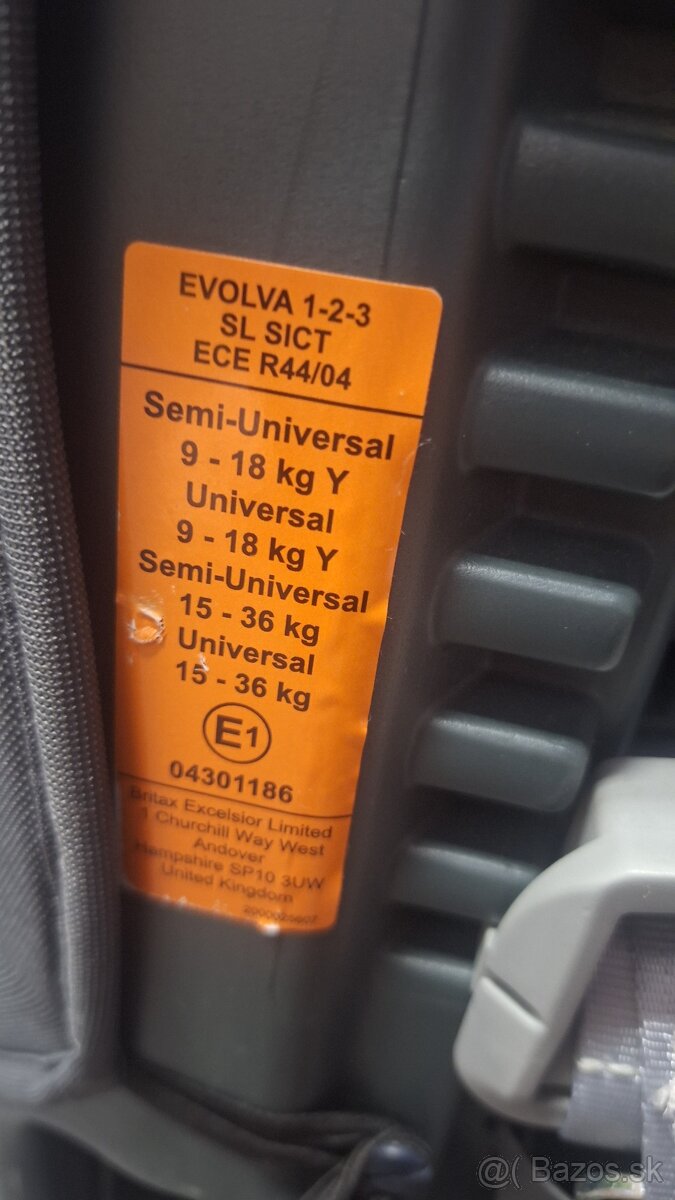 EVOLVA 1-2-3
SL SICT
ECE R44/04
Semi-Universal
9 - 18 kg Y
Universal
9 - 18 kg Y
Semi-Universal
15 - 36 kg
Universal
15 - 36 kg
E1
04301186
Britax Excelsior Limited
1 Churchill Way West
Andover
Hampshire SP10 3UW
United Kingdom
@( Bazos.sk